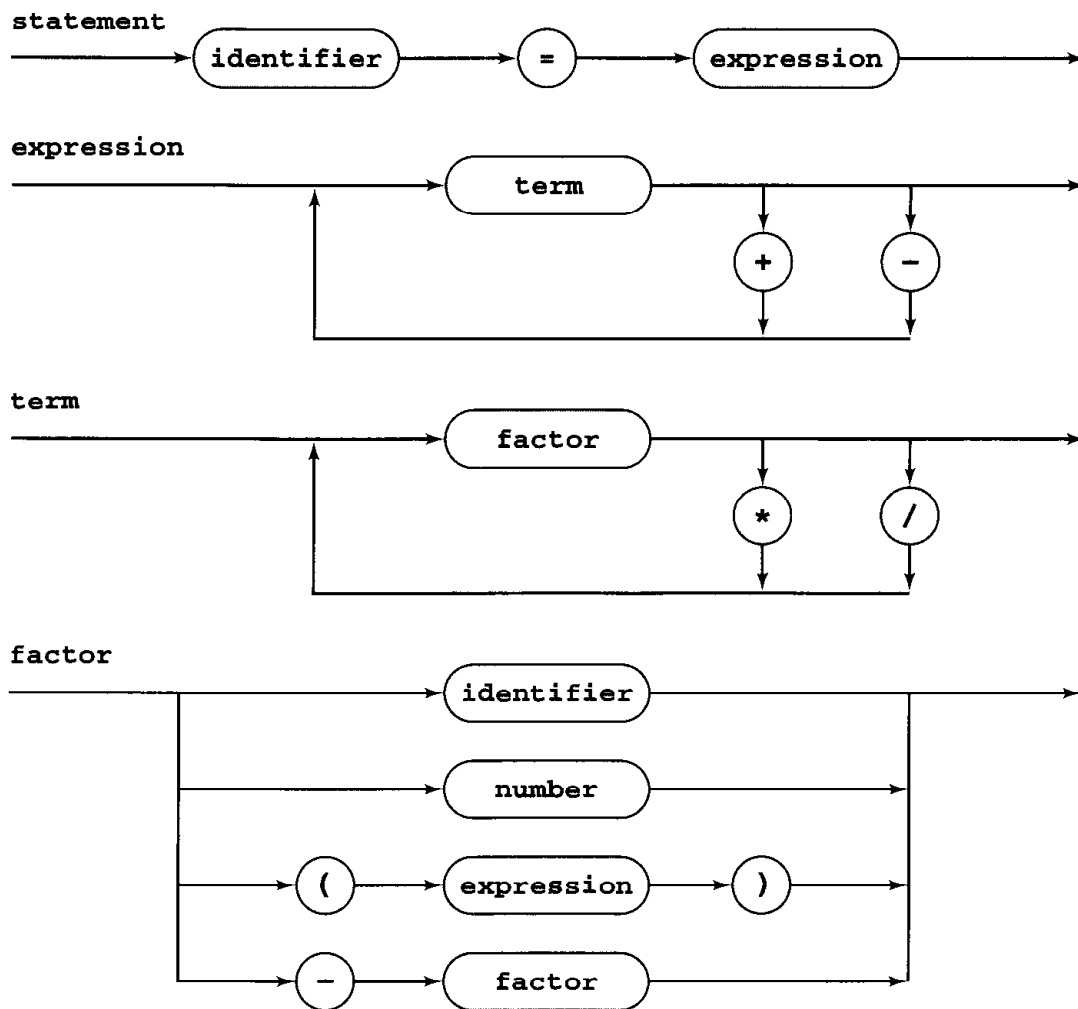 statement
identifier = expression
expression
term
+ -
term
factor
* /
factor
identifier
number
( expression )
- factor